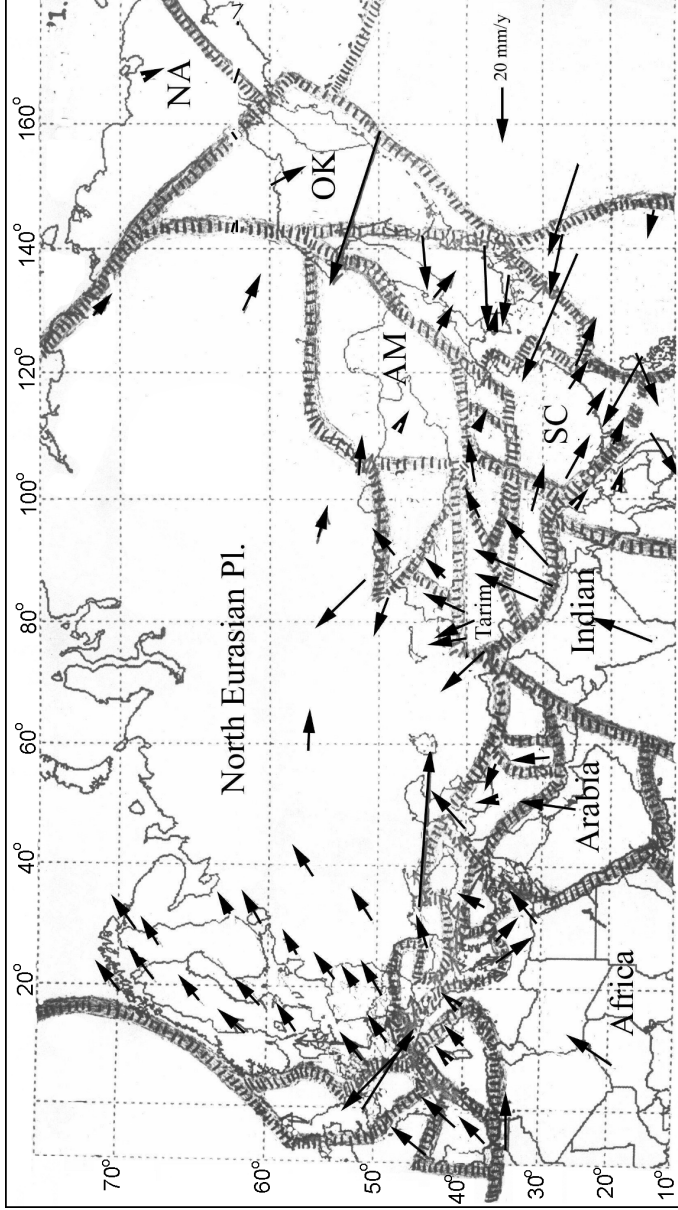 '1.
20° 40° 60° 80° 100° 120° 140° 160°
70°
60°
50°
40°
30°
20°
10°
North Eurasian Pl.
NA
OK
AM
SC
Tarim
Indian
Arabia
Africa
20 mm/y